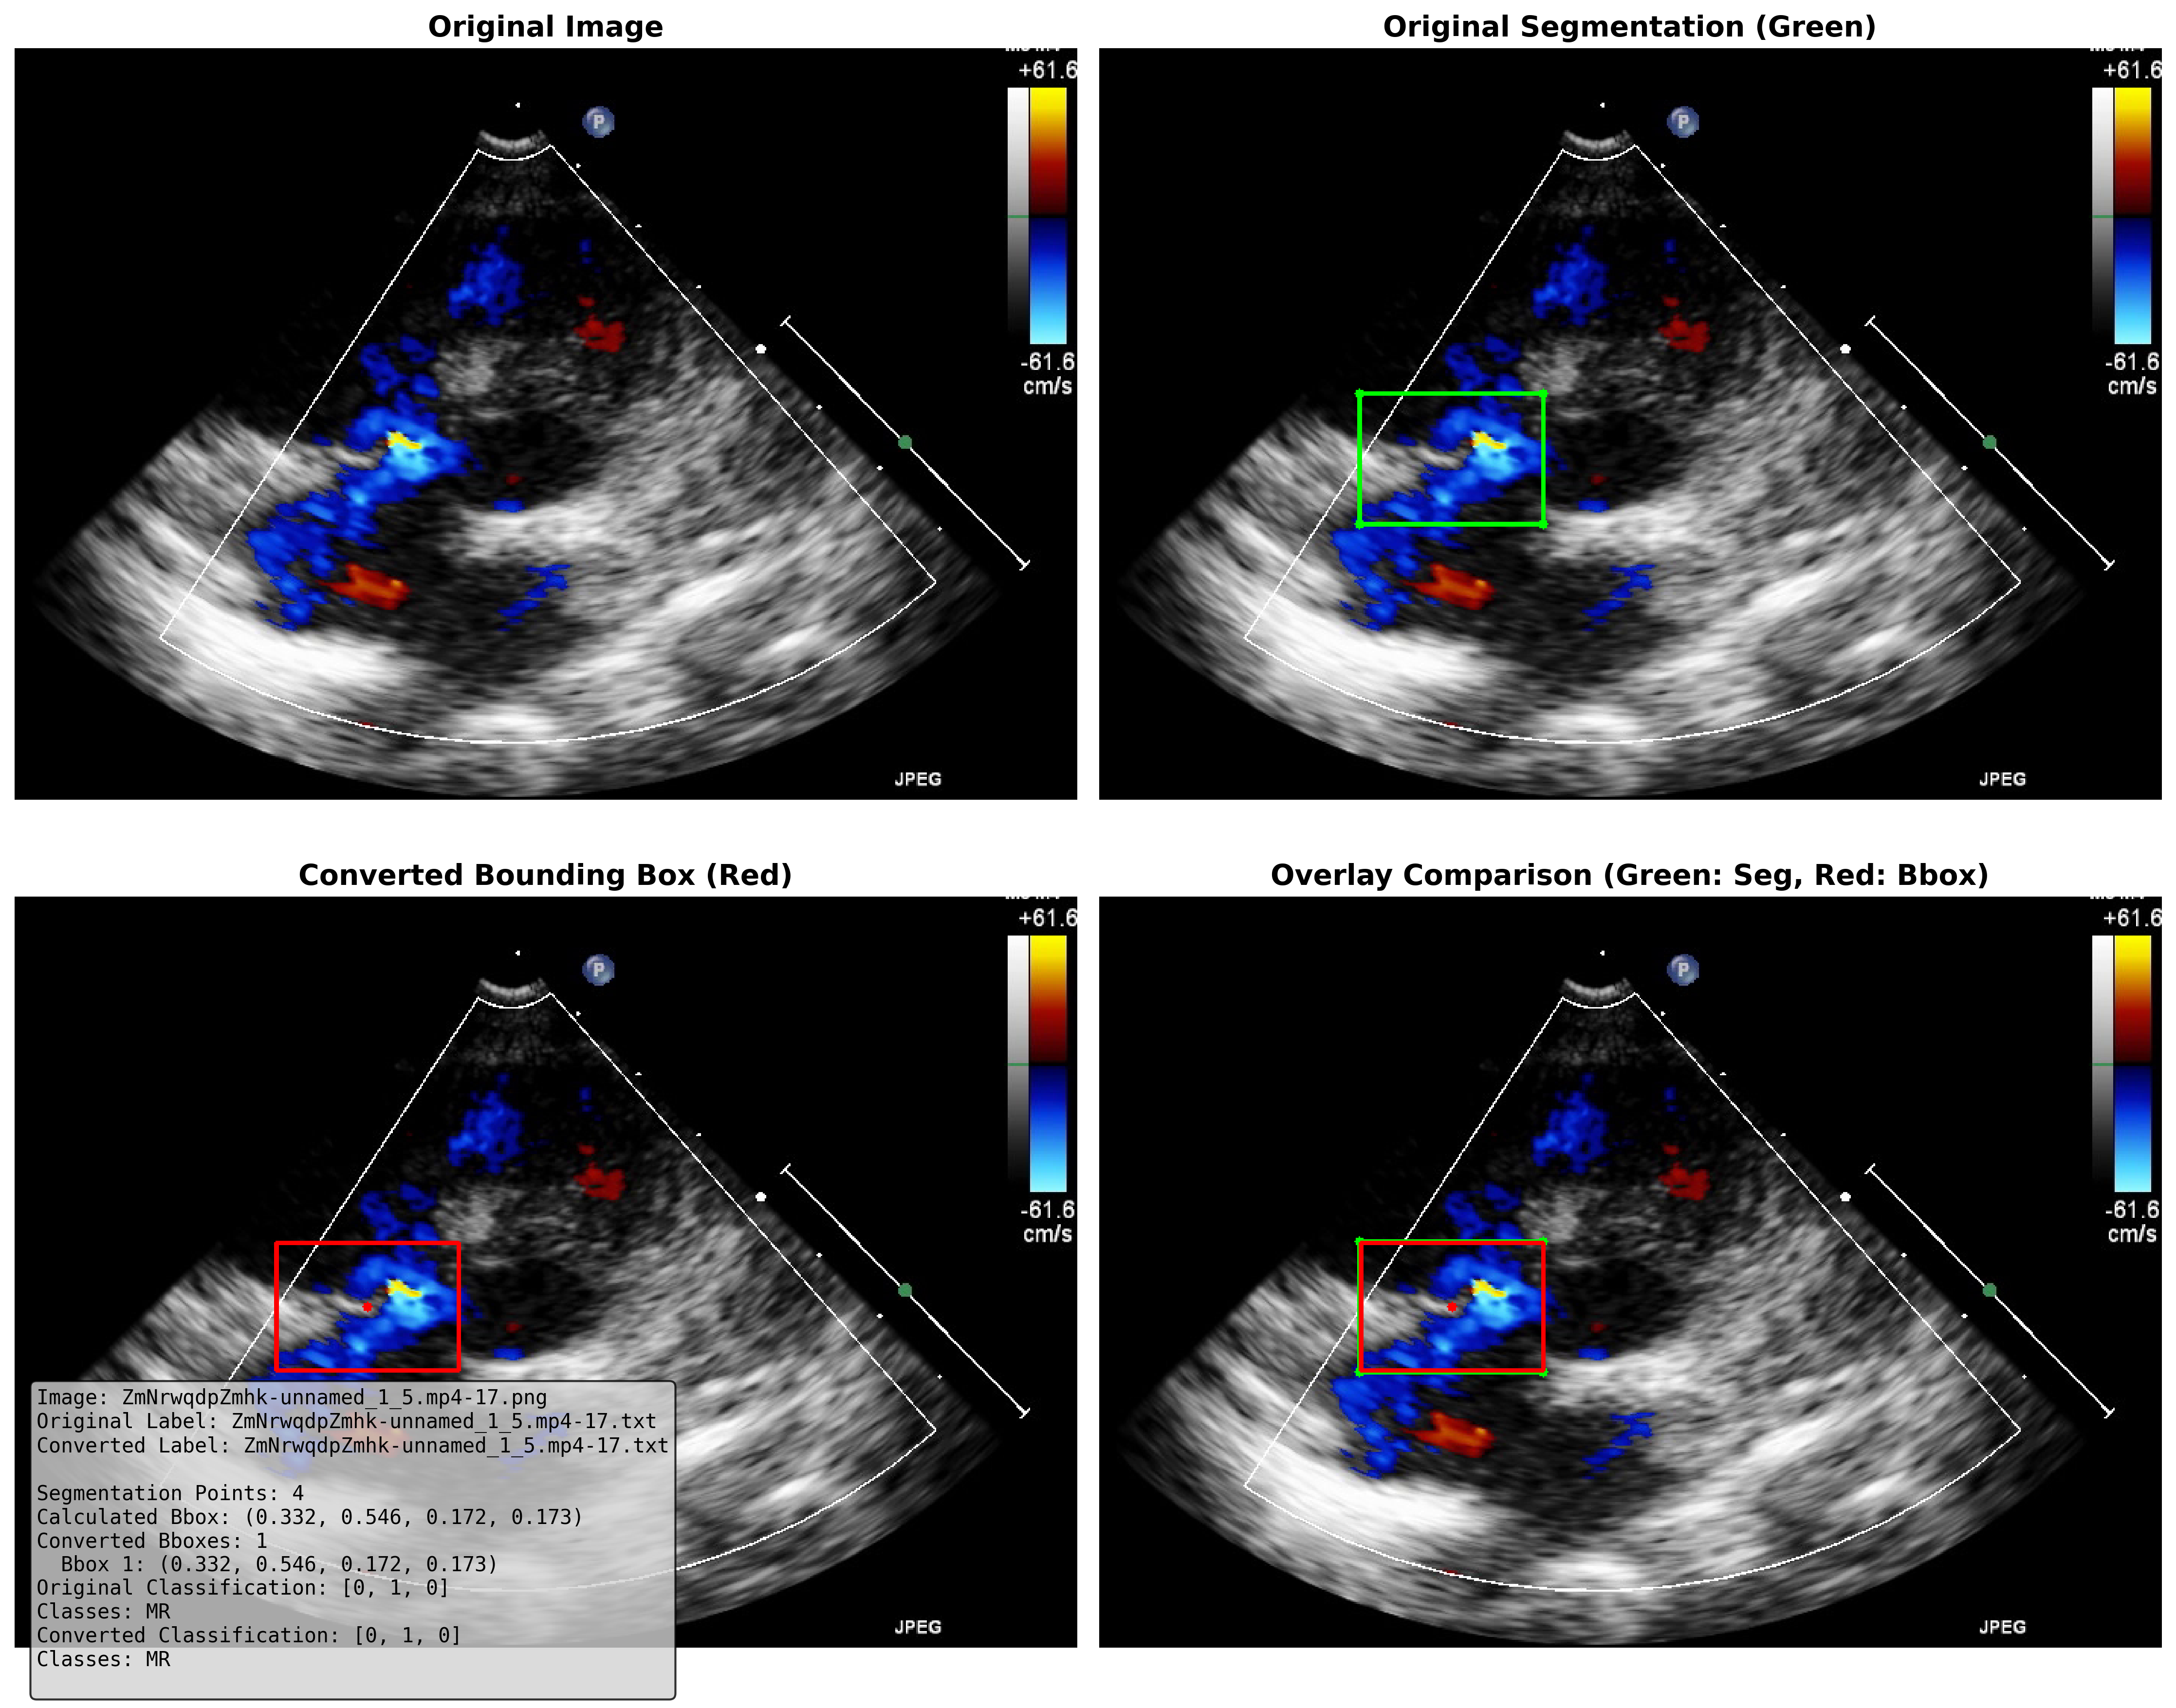 Original Image
Original Segmentation (Green)
+61.6
P
-61.6
cm/s
JPEG
+61.6
P
-61.6
cm/s
JPEG
Converted Bounding Box (Red)
Overlay Comparison (Green: Seg, Red: Bbox)
+61.6
P
-61.6
cm/s
JPEG
+61.6
P
-61.6
cm/s
JPEG
Image: ZmNrwqdpZmhk-unnamed_1_5.mp4-17.png
Original Label: ZmNrwqdpZmhk-unnamed_1_5.mp4-17.txt
Converted Label: ZmNrwqdpZmhk-unnamed_1_5.mp4-17.txt
Segmentation Points: 4
Calculated Bbox: (0.332, 0.546, 0.172, 0.173)
Converted Bboxes: 1
Bbox 1: (0.332, 0.546, 0.172, 0.173)
Original Classification: [0, 1, 0]
Classes: MR
Converted Classification: [0, 1, 0]
Classes: MR